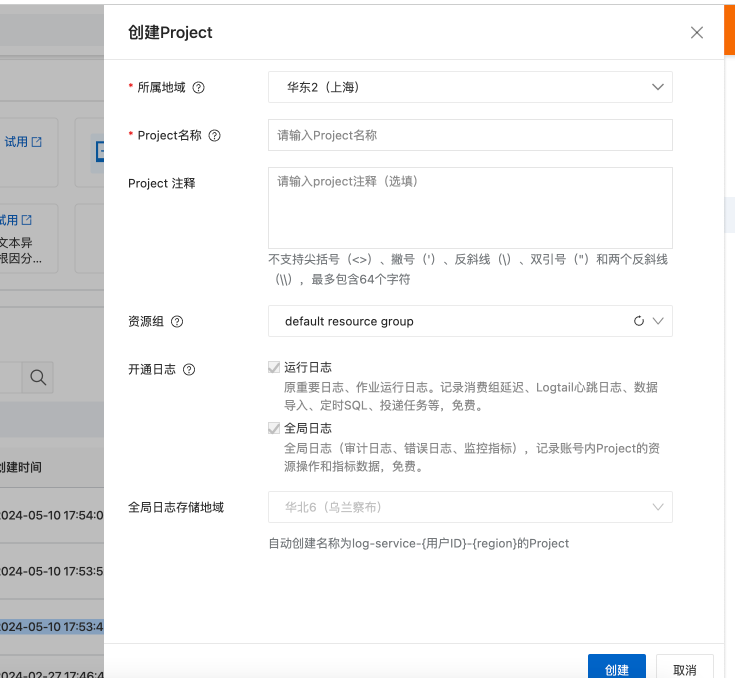 创建Project
* 所属地域
华东2（上海）
* Project名称
请输入Project名称
Project 注释
请输入project注释（选填）
不支持尖括号（<>）、撇号（'）、反斜线（\）、双引号（"）和两个反斜线
（\\），最多包含64个字符
资源组
default resource group
开通日志
运行日志
原重要日志、作业运行日志。记录消费组延迟、Logtail心跳日志、数据
导入、定时SQL、投递任务等，免费。
全局日志
全局日志（审计日志、错误日志、监控指标），记录账号内Project的资
源操作和指标数据，免费。
全局日志存储地域
华北6（乌兰察布）
自动创建名称为log-service-{用户ID}-{region}的Project
创建
取消
试用
试用
文本异
根因分...
创建时间
2024-05-10 17:54:0
2024-05-10 17:53:5
2024-05-10 17:53:4
2024-02-27 17:46:4